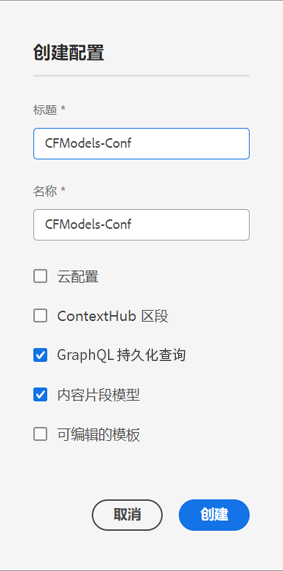 创建配置
标题 *
CFModels-Conf
名称 *
CFModels-Conf
云配置
ContextHub 区段
GraphQL 持久化查询
内容片段模型
可编辑的模板
取消
创建